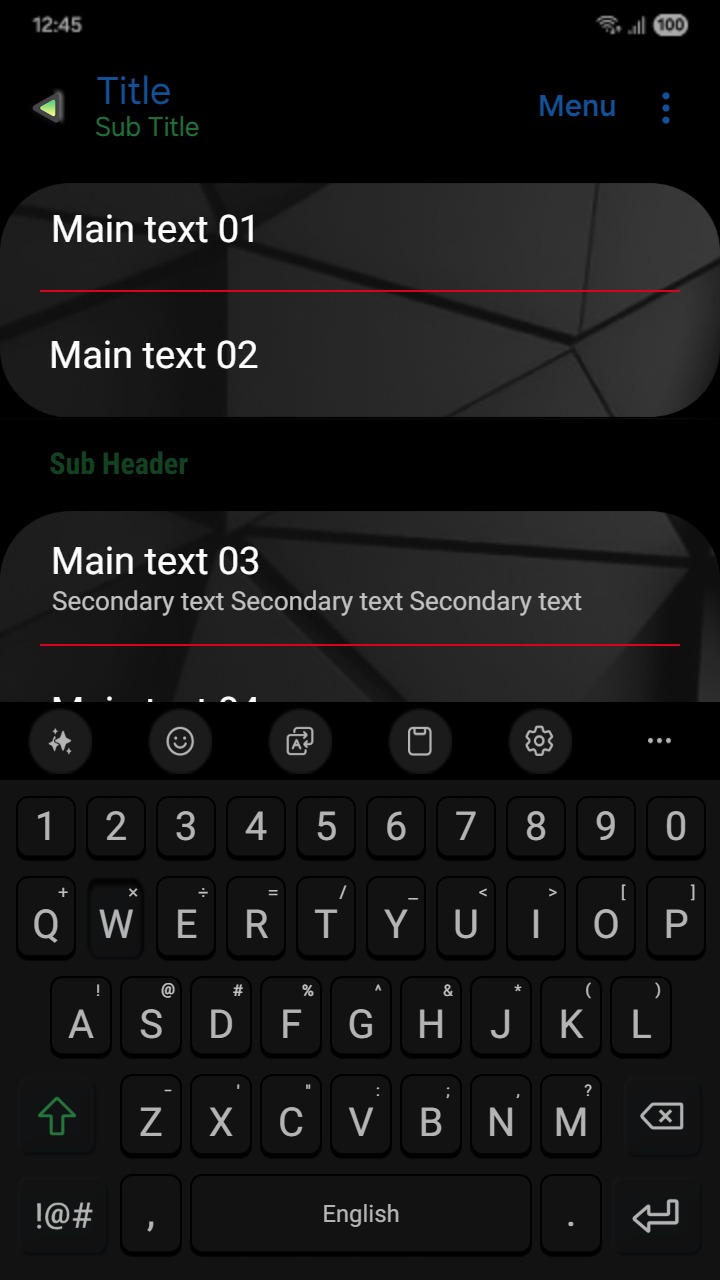 12:45
100
Title
Sub Title
Menu
Main text 01
Main text 02
Sub Header
Main text 03
Secondary text Secondary text Secondary text
1 2 3 4 5 6 7 8 9 0
+ × ÷ = / _ < > [ ]
Q W E R T Y U I O P
! @ # % ^ & * ( )
A S D F G H J K L
- ' " : ; , ?
Z X C V B N M
!@# , English .